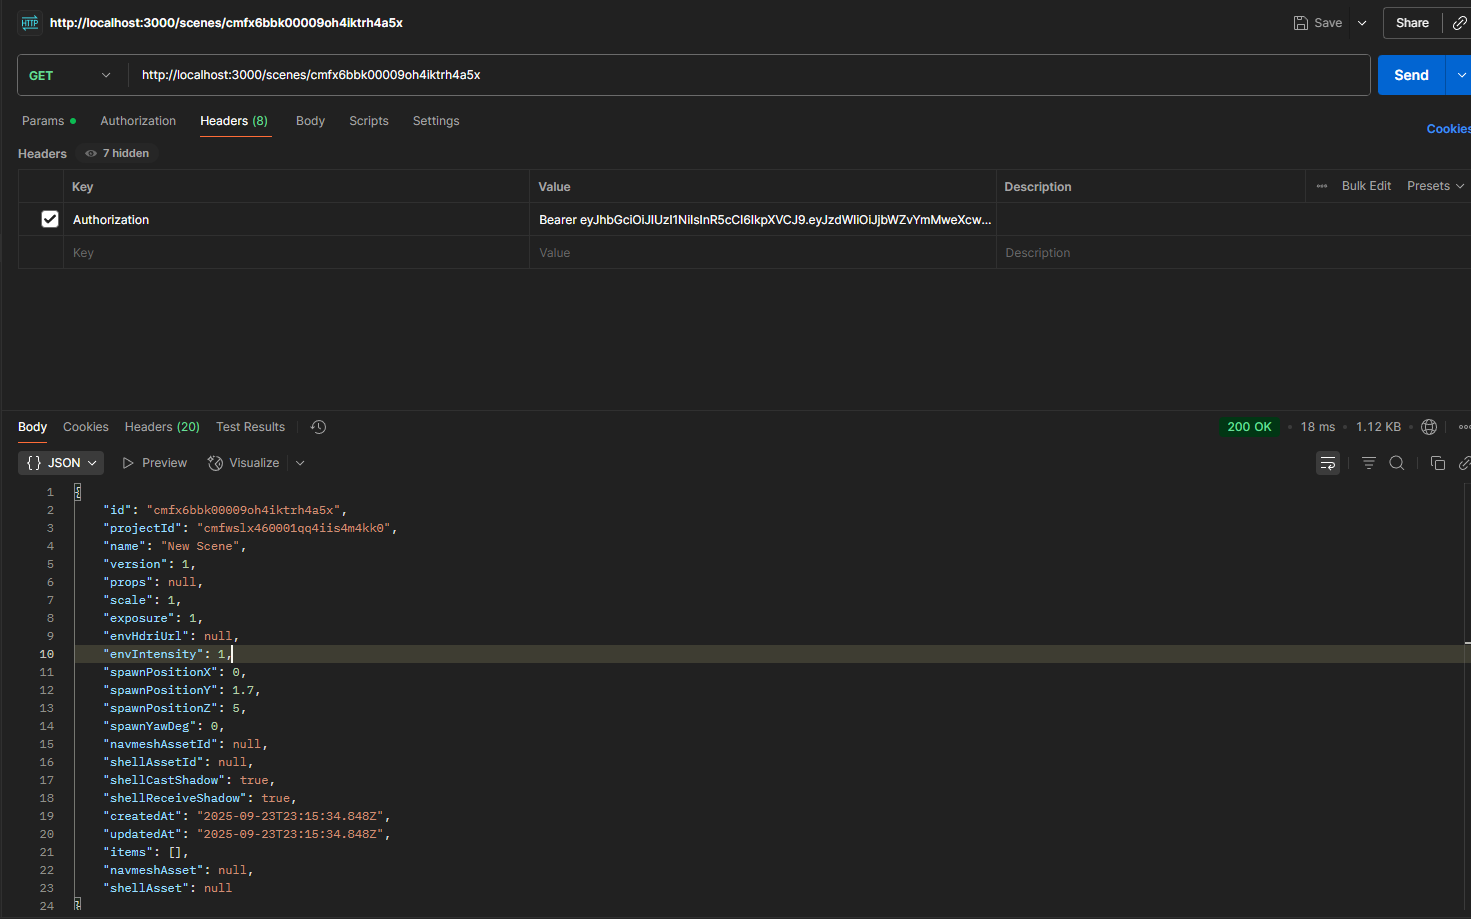 HTTP http://localhost:3000/scenes/cmfx6bbk00009oh4iktrh4a5x Save Share
GET http://localhost:3000/scenes/cmfx6bbk00009oh4iktrh4a5x Send
Params Authorization Headers (8) Body Scripts Settings
Cookies
Headers 7 hidden
Key Value Description Bulk Edit Presets
Authorization Bearer eyJhbGciOiJIUzI1NiIsInR5cCI6IkpXVCJ9.eyJzdWIiOiJjbWZvYmMweXcw...
Key Value Description
Body Cookies Headers (20) Test Results 200 OK 18 ms 1.12 KB
{} JSON Preview Visualize
1 {
2 "id": "cmfx6bbk00009oh4iktrh4a5x",
3 "projectId": "cmfwslx460001qq4iis4m4kk0",
4 "name": "New Scene",
5 "version": 1,
6 "props": null,
7 "scale": 1,
8 "exposure": 1,
9 "envHdriUrl": null,
10 "envIntensity": 1,
11 "spawnPositionX": 0,
12 "spawnPositionY": 1.7,
13 "spawnPositionZ": 5,
14 "spawnYawDeg": 0,
15 "navmeshAssetId": null,
16 "shellAssetId": null,
17 "shellCastShadow": true,
18 "shellReceiveShadow": true,
19 "createdAt": "2025-09-23T23:15:34.848Z",
20 "updatedAt": "2025-09-23T23:15:34.848Z",
21 "items": [],
22 "navmeshAsset": null,
23 "shellAsset": null
24 }